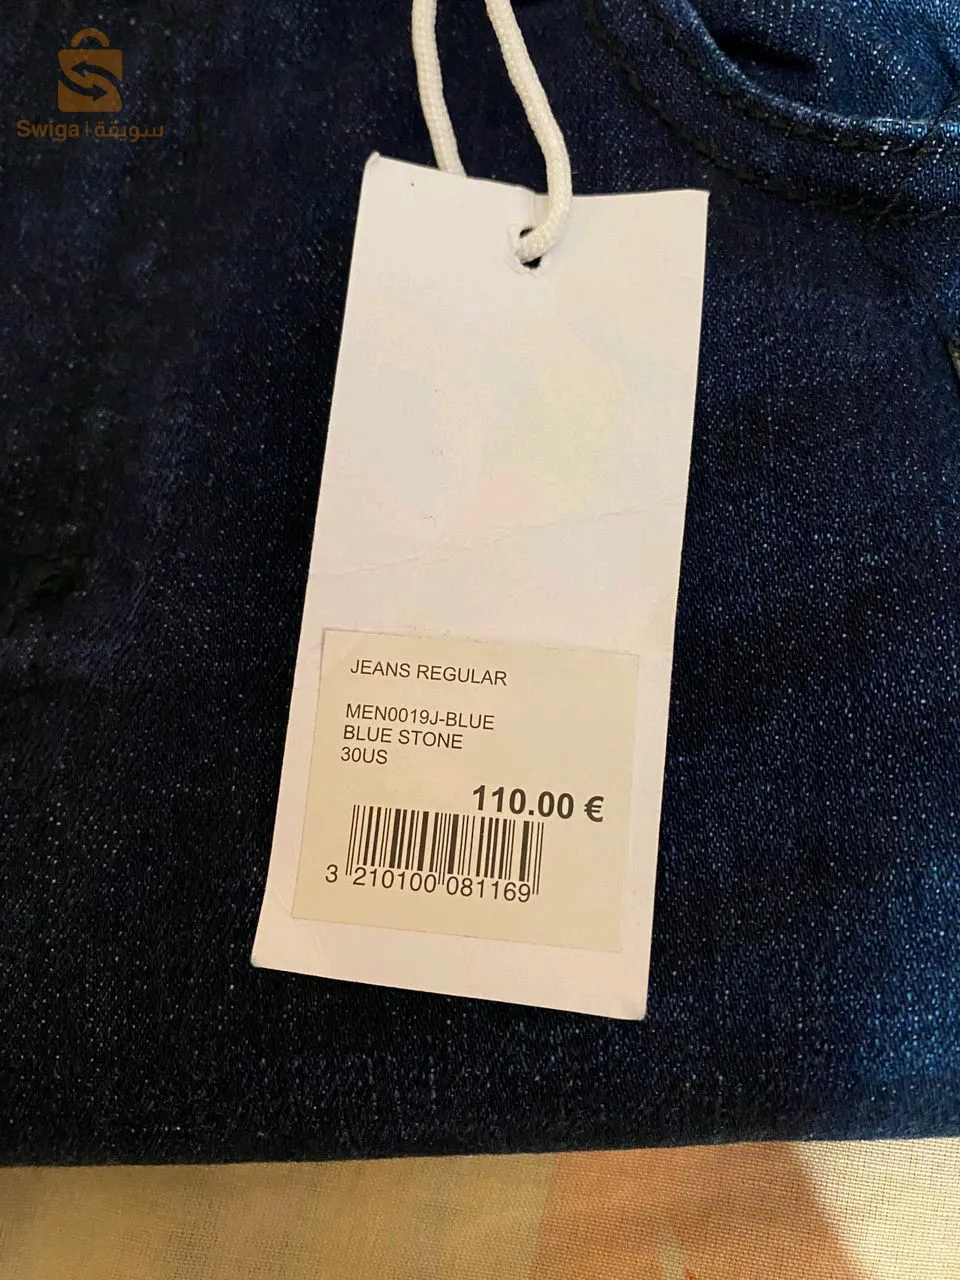 Swiga | سويقة
JEANS REGULAR
MEN0019J-BLUE
BLUE STONE
30US
110.00 €
3 210100 081169